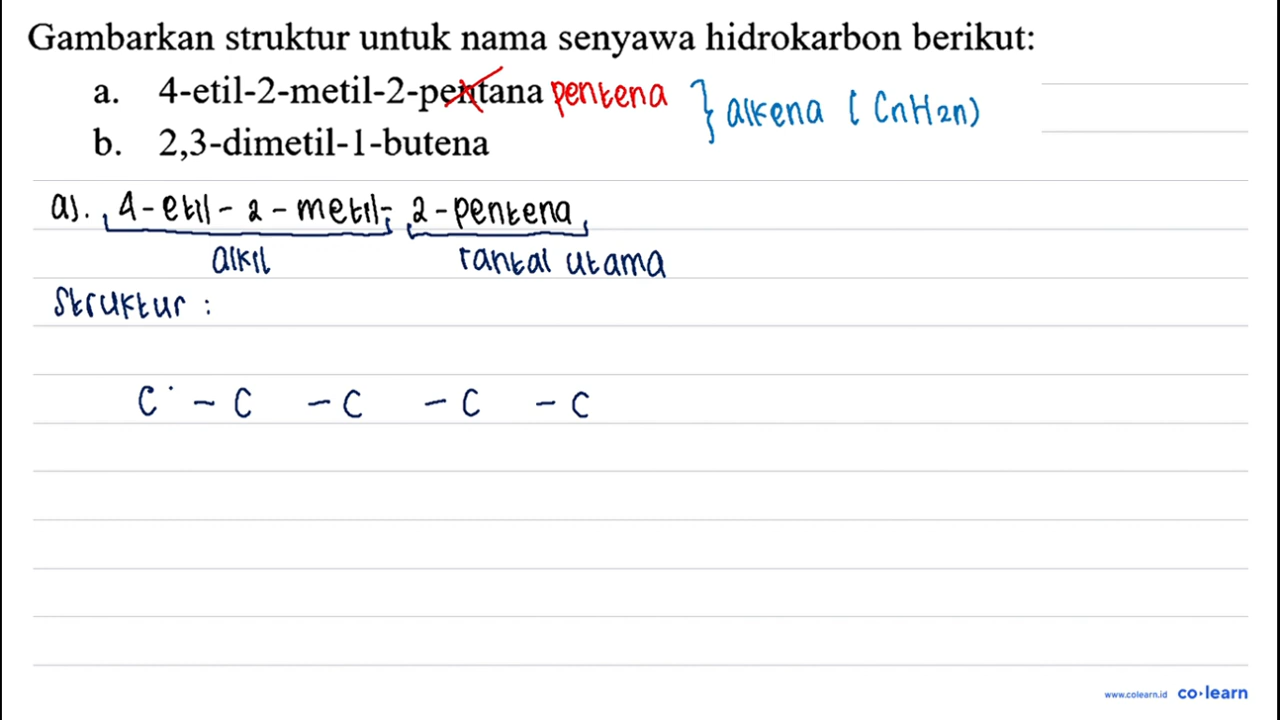 Gambarkan struktur untuk nama senyawa hidrokarbon berikut:
a. 4-etil-2-metil-2-pentana pentena } alkena ( CnH2n)
b. 2,3-dimetil-1-butena
a). 4-etil-2-metil- 2-pentena
alkil rantai utama
Struktur :
C - C - C - C - C
www.colearn.id co·learn